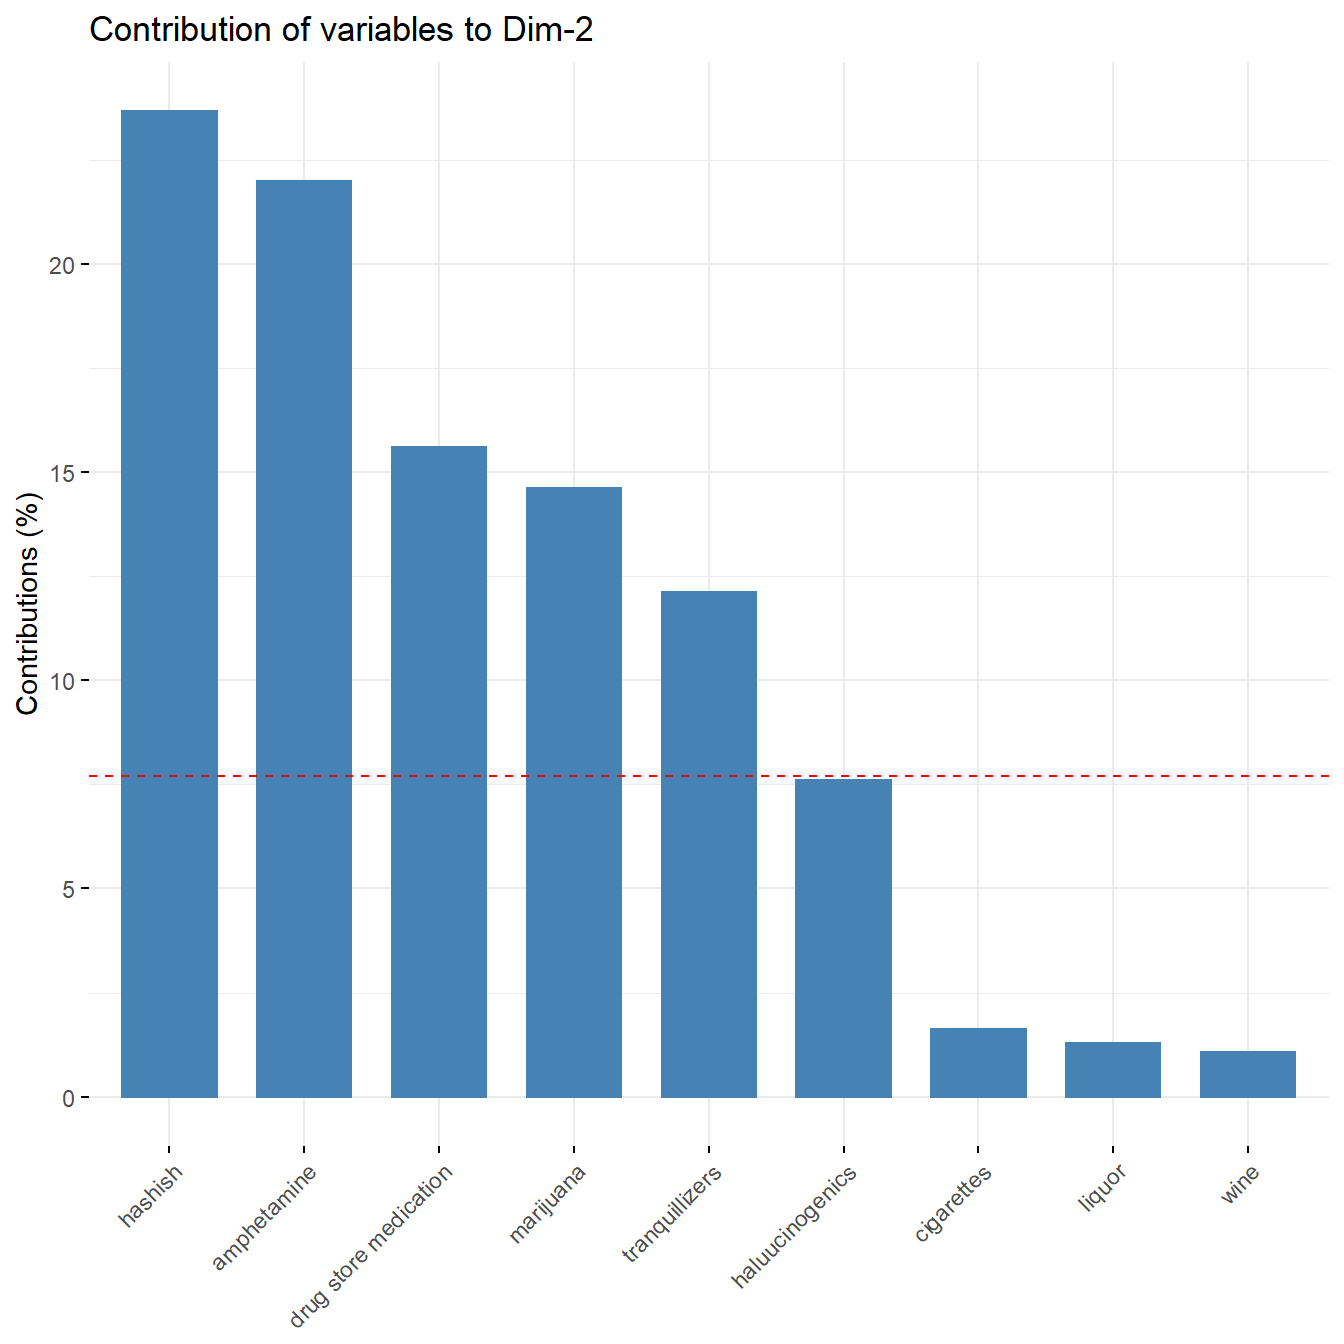 Contribution of variables to Dim-2
Contributions (%)
20
15
10
5
0
hashish
amphetamine
drug store medication
marijuana
tranquillizers
haluucinogenics
cigarettes
liquor
wine